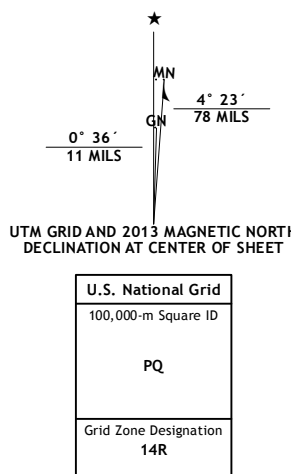 ★
MN
4° 23´
78 MILS
GN
0° 36´
11 MILS
UTM GRID AND 2013 MAGNETIC NORTH
DECLINATION AT CENTER OF SHEET
U.S. National Grid
100,000-m Square ID
PQ
Grid Zone Designation
14R